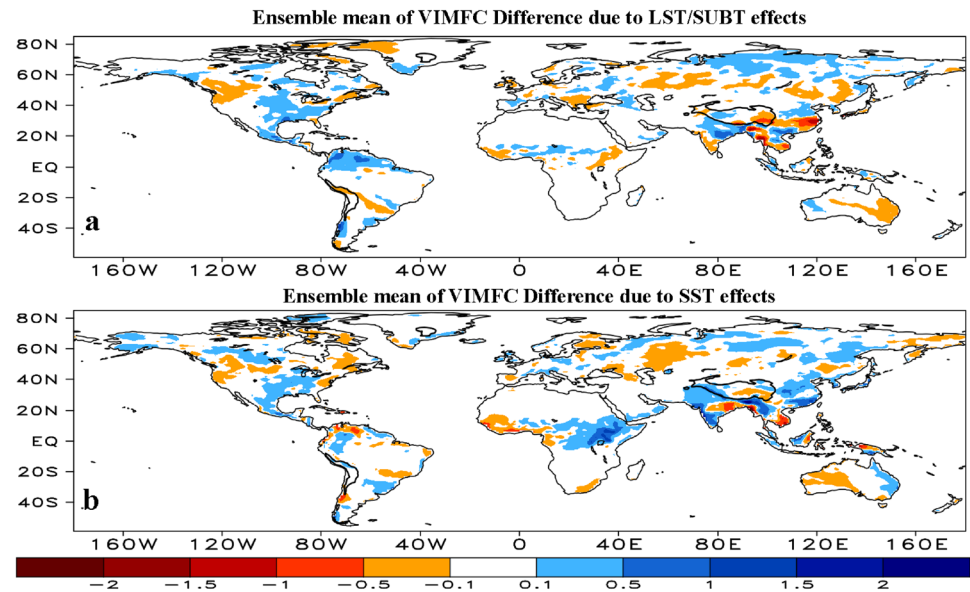 Ensemble mean of VIMFC Difference due to LST/SUBT effects
80N
60N
40N
20N
EQ
20S
40S
a
160W 120W 80W 40W 0 40E 80E 120E 160E
Ensemble mean of VIMFC Difference due to SST effects
80N
60N
40N
20N
EQ
20S
40S
b
160W 120W 80W 40W 0 40E 80E 120E 160E
-2 -1.5 -1 -0.5 -0.1 0.1 0.5 1 1.5 2